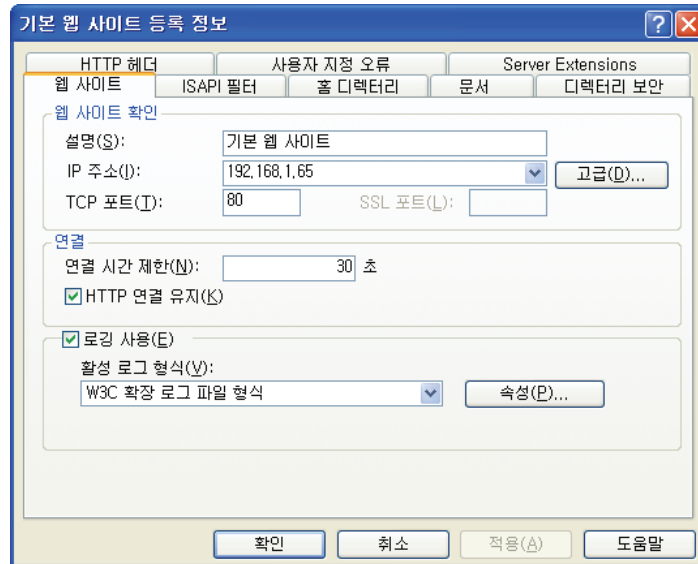 기본 웹 사이트 등록 정보
HTTP 헤더 사용자 지정 오류 Server Extensions
웹 사이트 ISAPI 필터 홈 디렉터리 문서 디렉터리 보안
웹 사이트 확인
설명(S): 기본 웹 사이트
IP 주소(I): 192,168,1,65 고급(D)...
TCP 포트(T): 80 SSL 포트(L):
연결
연결 시간 제한(N): 30 초
HTTP 연결 유지(K)
로깅 사용(E)
활성 로그 형식(V):
W3C 확장 로그 파일 형식 속성(P)...
확인 취소 적용(A) 도움말